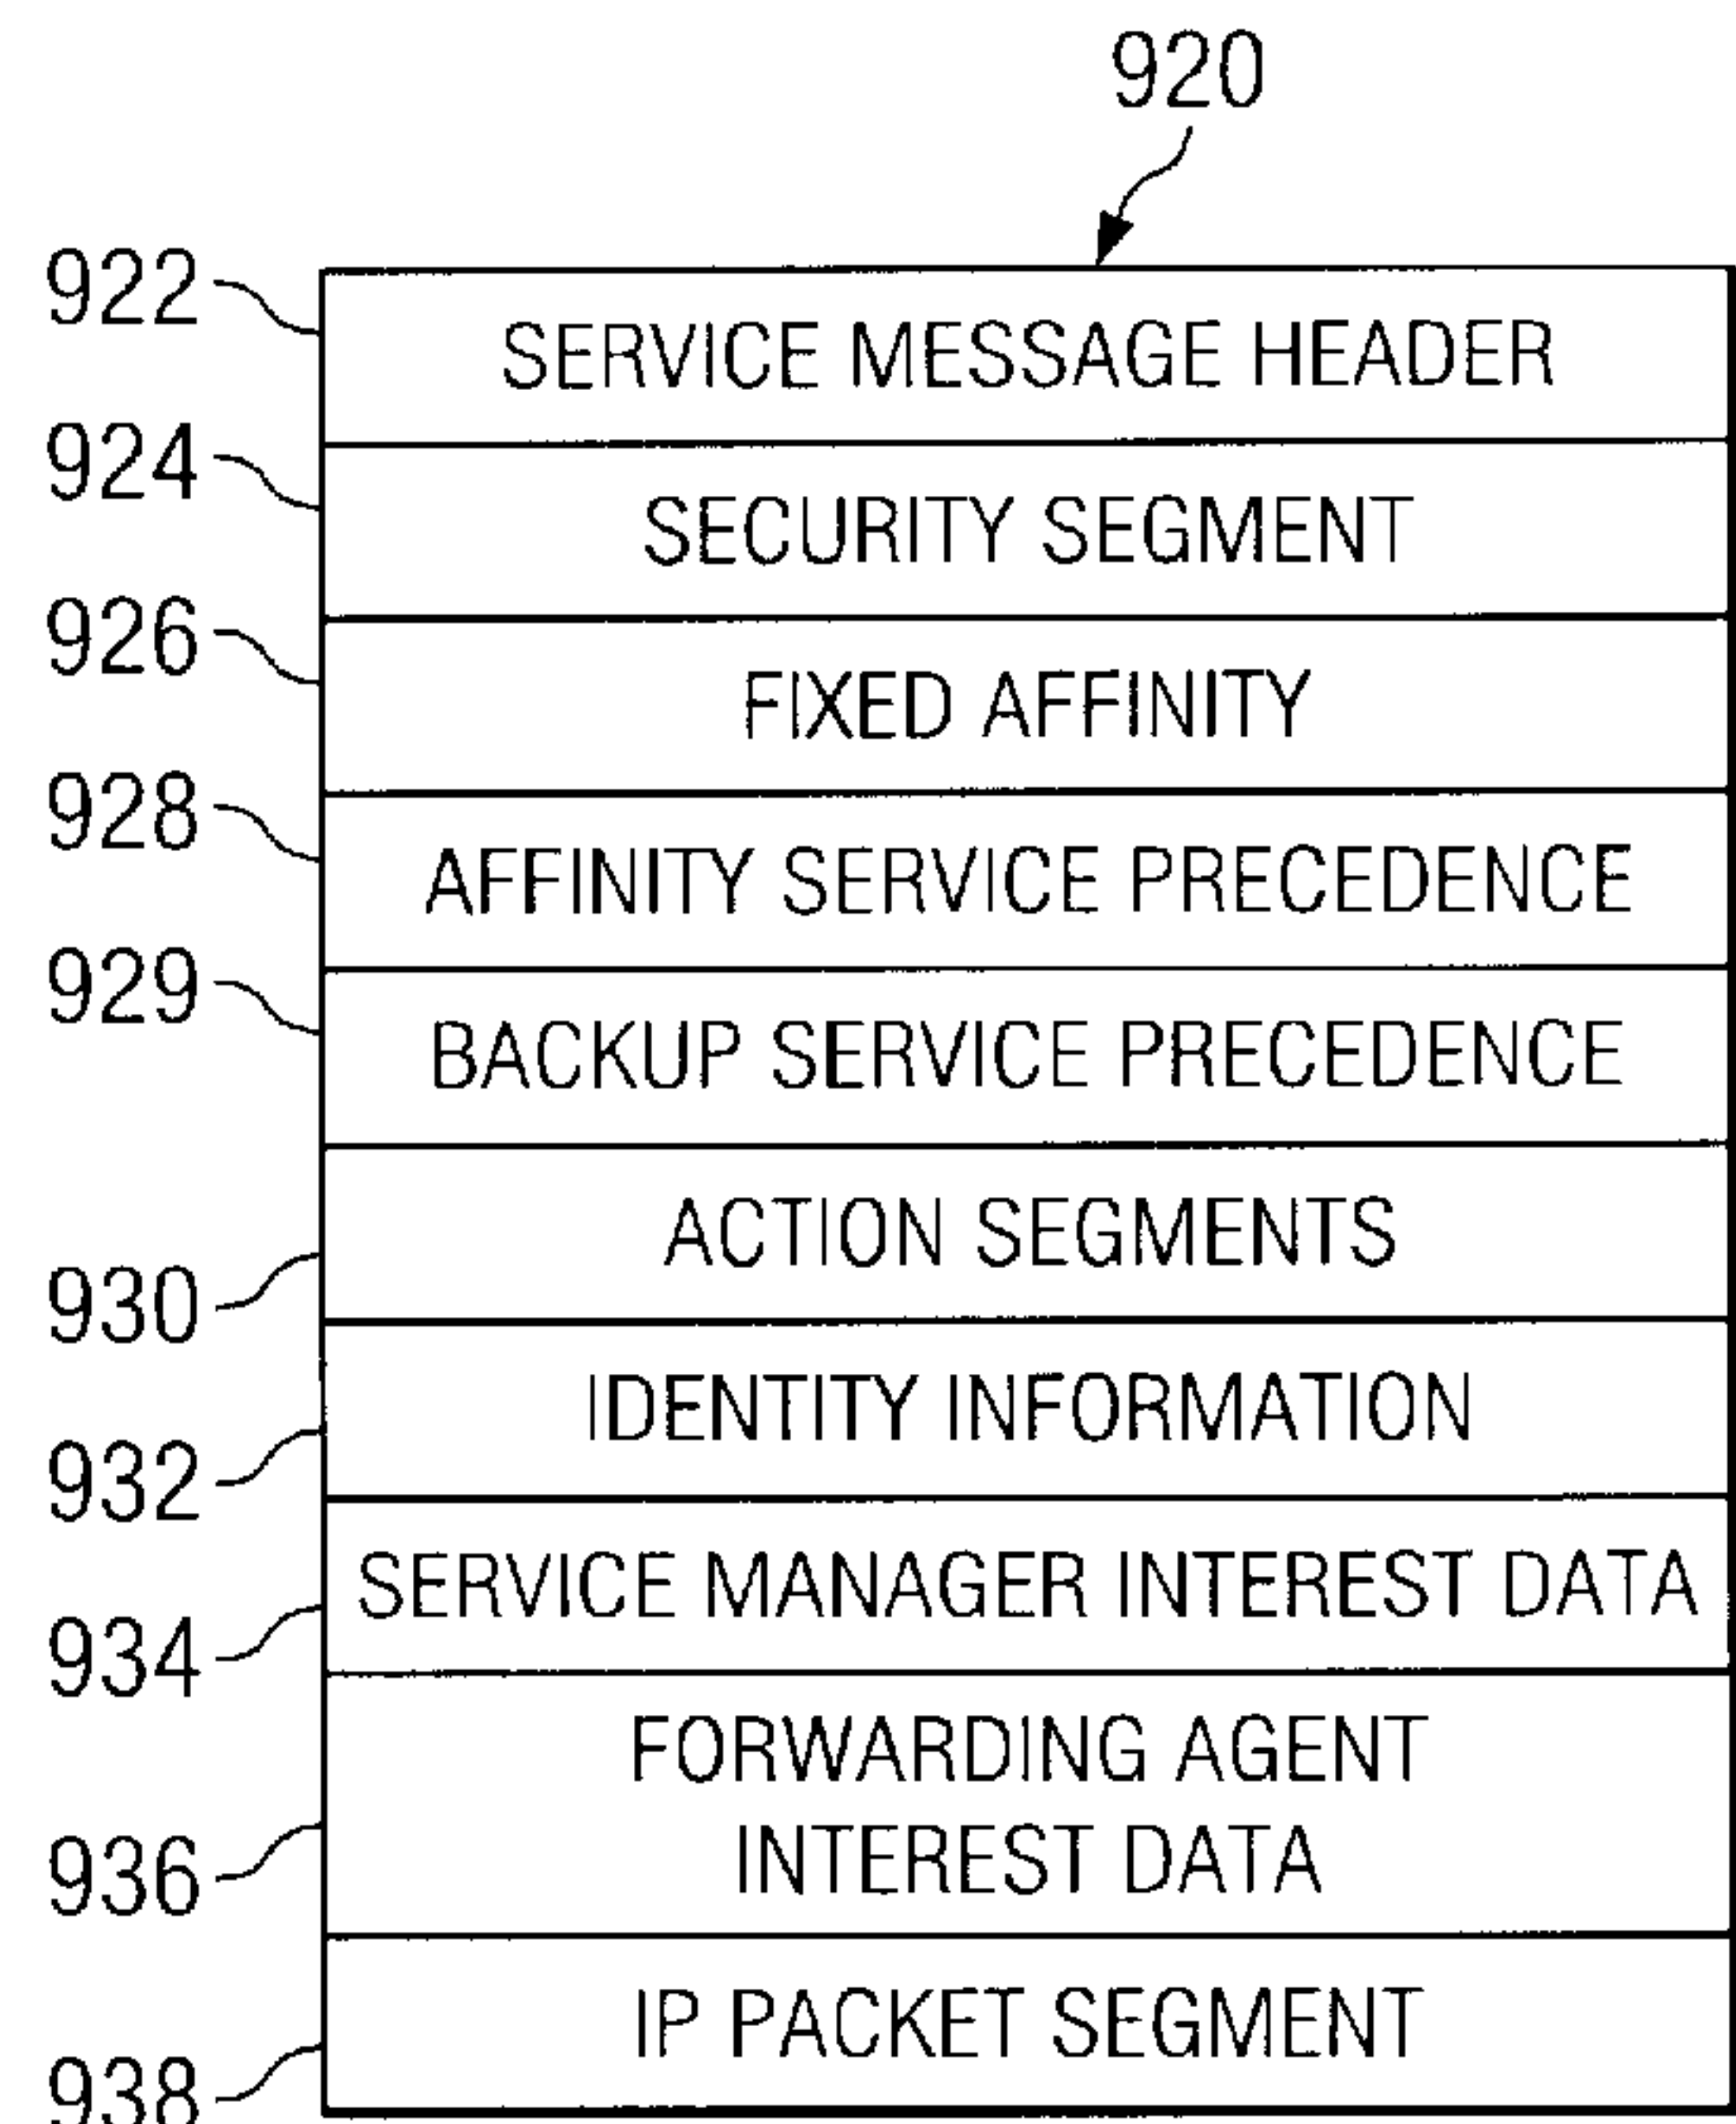 920
922
SERVICE MESSAGE HEADER
924
SECURITY SEGMENT
926
FIXED AFFINITY
928
AFFINITY SERVICE PRECEDENCE
929
BACKUP SERVICE PRECEDENCE
930
ACTION SEGMENTS
932
IDENTITY INFORMATION
934
SERVICE MANAGER INTEREST DATA
936
FORWARDING AGENT
INTEREST DATA
938
IP PACKET SEGMENT